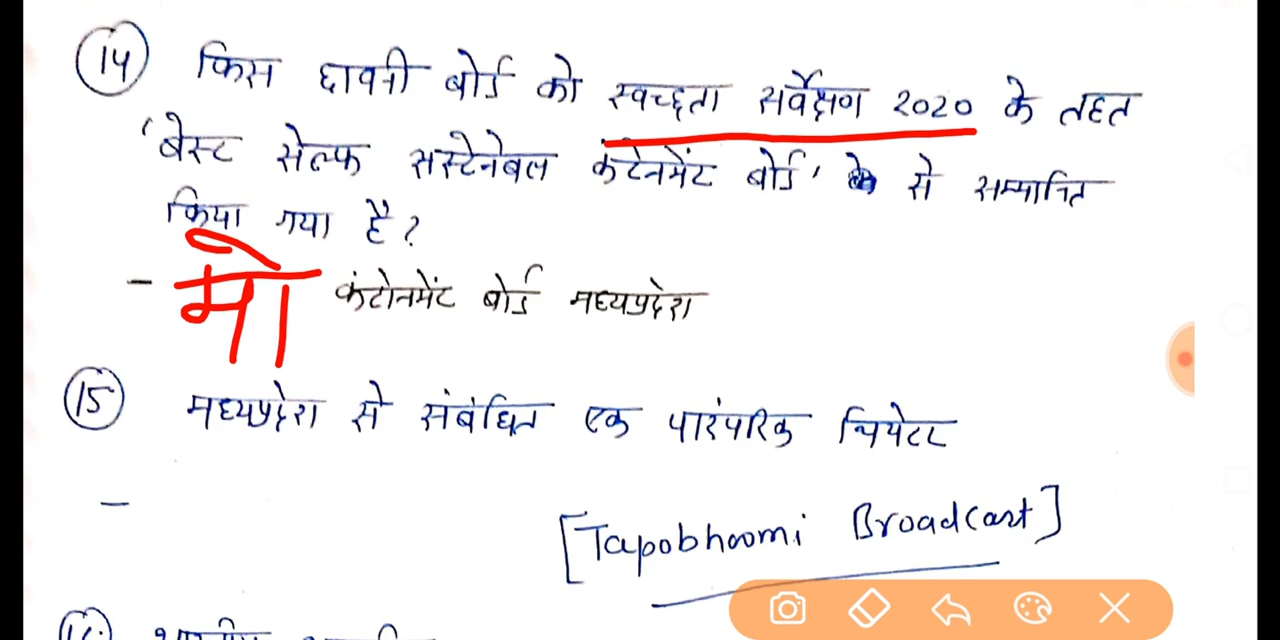 (14) किस छावनी बोर्ड को स्वच्छता सर्वेक्षण 2020 के तहत
'बेस्ट सेल्फ सस्टेनेबल कंटेनमेंट बोर्ड' से सम्मानित
किया गया है?
- मो कंटोनमेंट बोर्ड मध्यप्रदेश
(15) मध्यप्रदेश से संबंधित एक पारंपरिक थियेटर
-
[Tapobhoomi Broadcast]